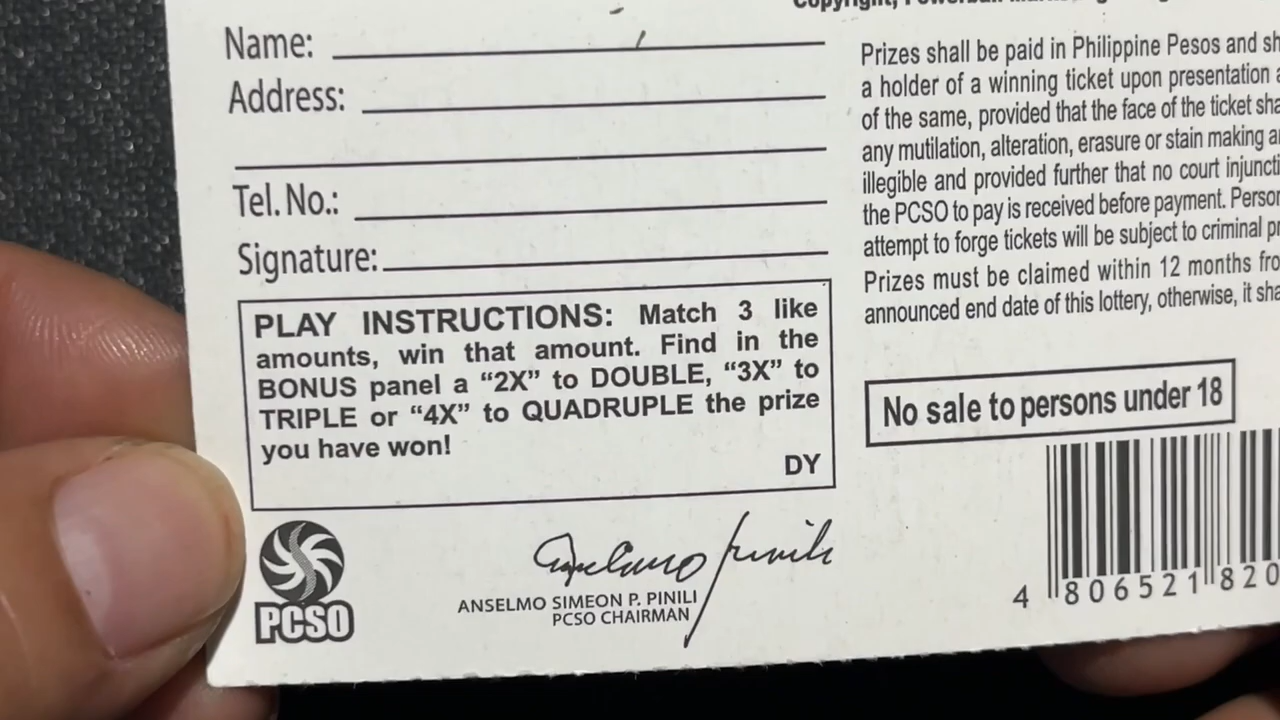 Copyright,
Name:
Address:
Tel. No.:
Signature:
PLAY INSTRUCTIONS: Match 3 like
amounts, win that amount. Find in the
BONUS panel a “2X” to DOUBLE, “3X” to
TRIPLE or “4X” to QUADRUPLE the prize
you have won!
DY
PCSO
ANSELMO SIMEON P. PINILI
PCSO CHAIRMAN
Prizes shall be paid in Philippine Pesos and
a holder of a winning ticket upon presentation
of the same, provided that the face of the ticket
any mutilation, alteration, erasure or stain making
illegible and provided further that no court
the PCSO to pay is received before payment.
attempt to forge tickets will be subject to criminal
Prizes must be claimed within 12 months
announced end date of this lottery, otherwise, it
No sale to persons under 18
4 806521 820